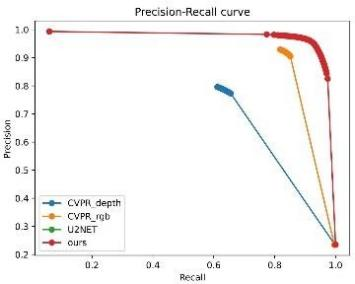 Precision-Recall curve
1.0
0.9
0.8
0.7
0.6
0.5
0.4
0.3
0.2
Precision
CVPR_depth
CVPR_rgb
U2NET
ours
0.2 0.4 0.6 0.8 1.0
Recall